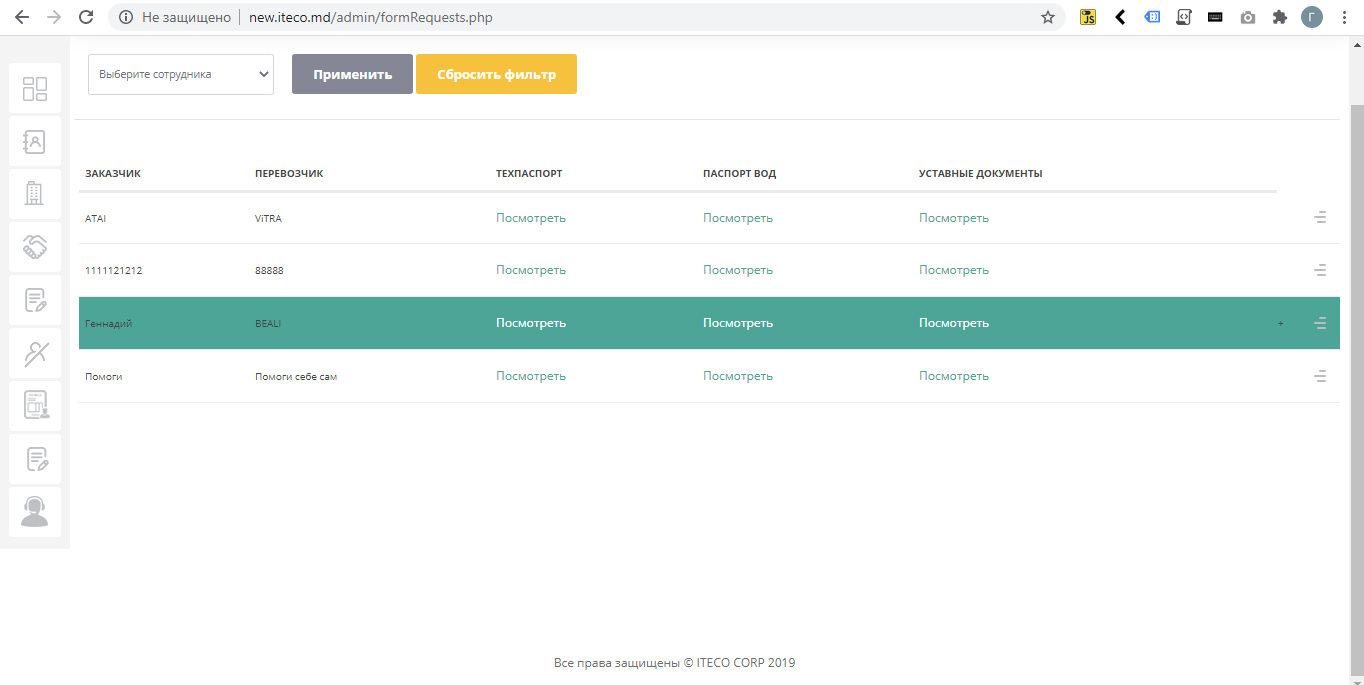 Не защищено new.iteco.md/admin/formRequests.php
JS
Г
Выберите сотрудника Применить Сбросить фильтр
ЗАКАЗЧИК ПЕРЕВОЗЧИК ТЕХПАСПОРТ ПАСПОРТ ВОД УСТАВНЫЕ ДОКУМЕНТЫ
ATAI ViTRA Посмотреть Посмотреть Посмотреть
1111121212 88888 Посмотреть Посмотреть Посмотреть
Геннадий BEALI Посмотреть Посмотреть Посмотреть +
Помоги Помоги себе сам Посмотреть Посмотреть Посмотреть
Все права защищены © ITECO CORP 2019